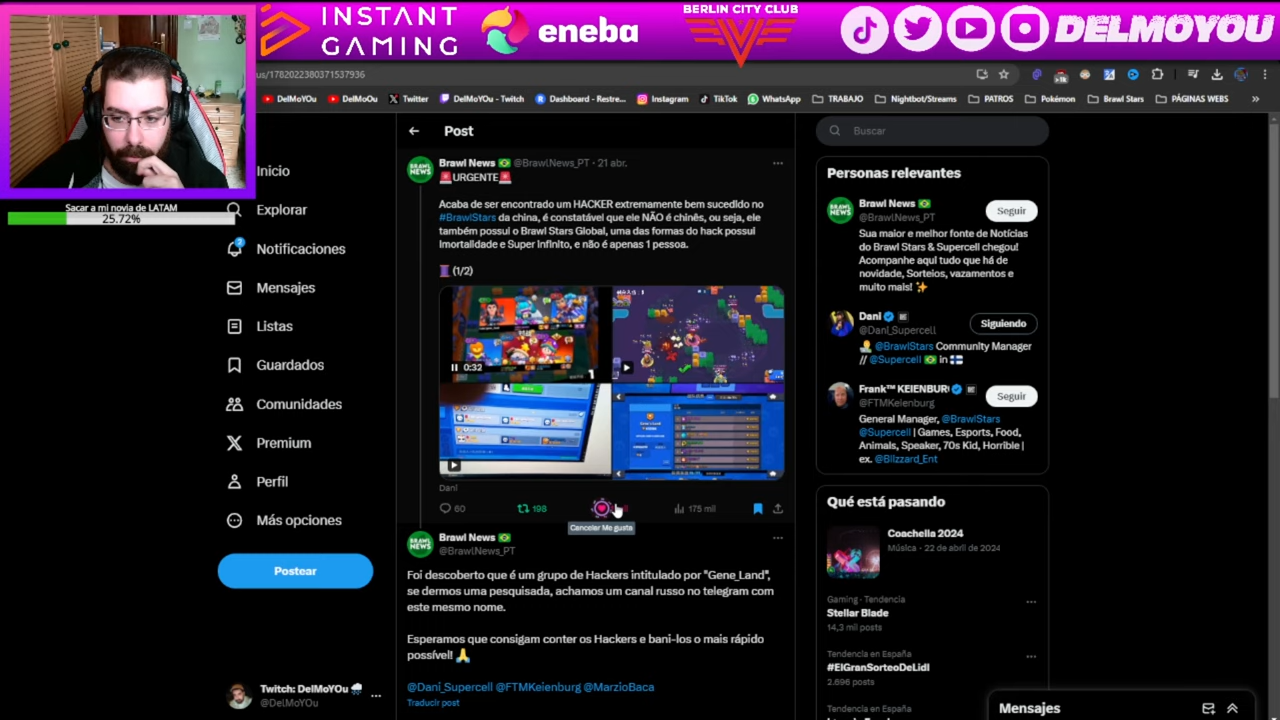 INSTANT GAMING
eneba
BERLIN CITY CLUB
DELMOYOU
us/1782022380371537936
DelMoYOu
DelMoOu
Twitter
DelMoYOU - Twitch
Dashboard - Restre...
Instagram
TikTok
WhatsApp
TRABAJO
Nightbot/Streams
PATROS
Pokémon
Brawl Stars
PÁGINAS WEBS
Sacar a mi novia de LATAM
25.72%
Inicio
Explorar
Notificaciones
Mensajes
Listas
Guardados
Comunidades
Premium
Perfil
Más opciones
Postear
Twitch: DelMoYOu
@DelMoYOu
Post
Brawl News @BrawlNews_PT · 21 abr.
URGENTE
Acaba de ser encontrado um HACKER extremamente bem sucedido no
#BrawlStars da china, é constatável que ele NÃO é chinês, ou seja, ele
também possui o Brawl Stars Global, uma das formas do hack possui
Imortalidade e Super Infinito, e não é apenas 1 pessoa.
(1/2)
0:32
Dani
60
198
175 mil
Cancelar Me gusta
Brawl News
@BrawlNews_PT
Foi descoberto que é um grupo de Hackers intitulado por "Gene_Land",
se dermos uma pesquisada, achamos um canal russo no telegram com
este mesmo nome.
Esperamos que consigam conter os Hackers e bani-los o mais rápido
possível!
@Dani_Supercell @FTMKeienburg @MarzioBaca
Traducir post
Buscar
Personas relevantes
Brawl News
@BrawlNews_PT
Seguir
Sua maior e melhor fonte de Notícias
do Brawl Stars & Supercell chegou!
Acompanhe aqui tudo que há de
novidade, Sorteios, vazamentos e
muito mais!
Dani
@Dani_Supercell
Siguiendo
@BrawlStars Community Manager
// @Supercell in
Frank™ KEIENBUR
@FTMKeienburg
Seguir
General Manager, @BrawlStars
@Supercell | Games, Esports, Food,
Animals, Speaker, 70s Kid, Horrible |
ex. @Blizzard_Ent
Qué está pasando
Coachella 2024
Música · 22 de abril de 2024
Gaming · Tendencia
Stellar Blade
14,3 mil posts
Tendencia en España
#ElGranSorteoDeLidl
2.696 posts
Tendencia en España
Mensajes